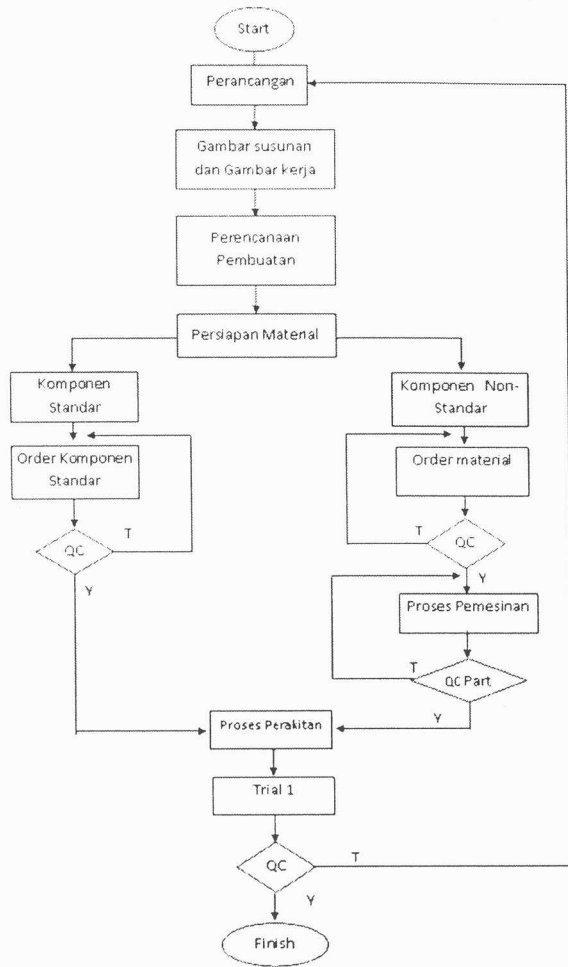 Start
Perancangan
Gambar susunan
dan Gambar kerja
Perencanaan
Pembuatan
Persiapan Material
Komponen
Standar
Order Komponen
Standar
QC
T
Y
Komponen Non-
Standar
Order material
QC
T
Y
Proses Pemesinan
QC Part
T
Y
Proses Perakitan
Trial 1
QC
T
Y
Finish